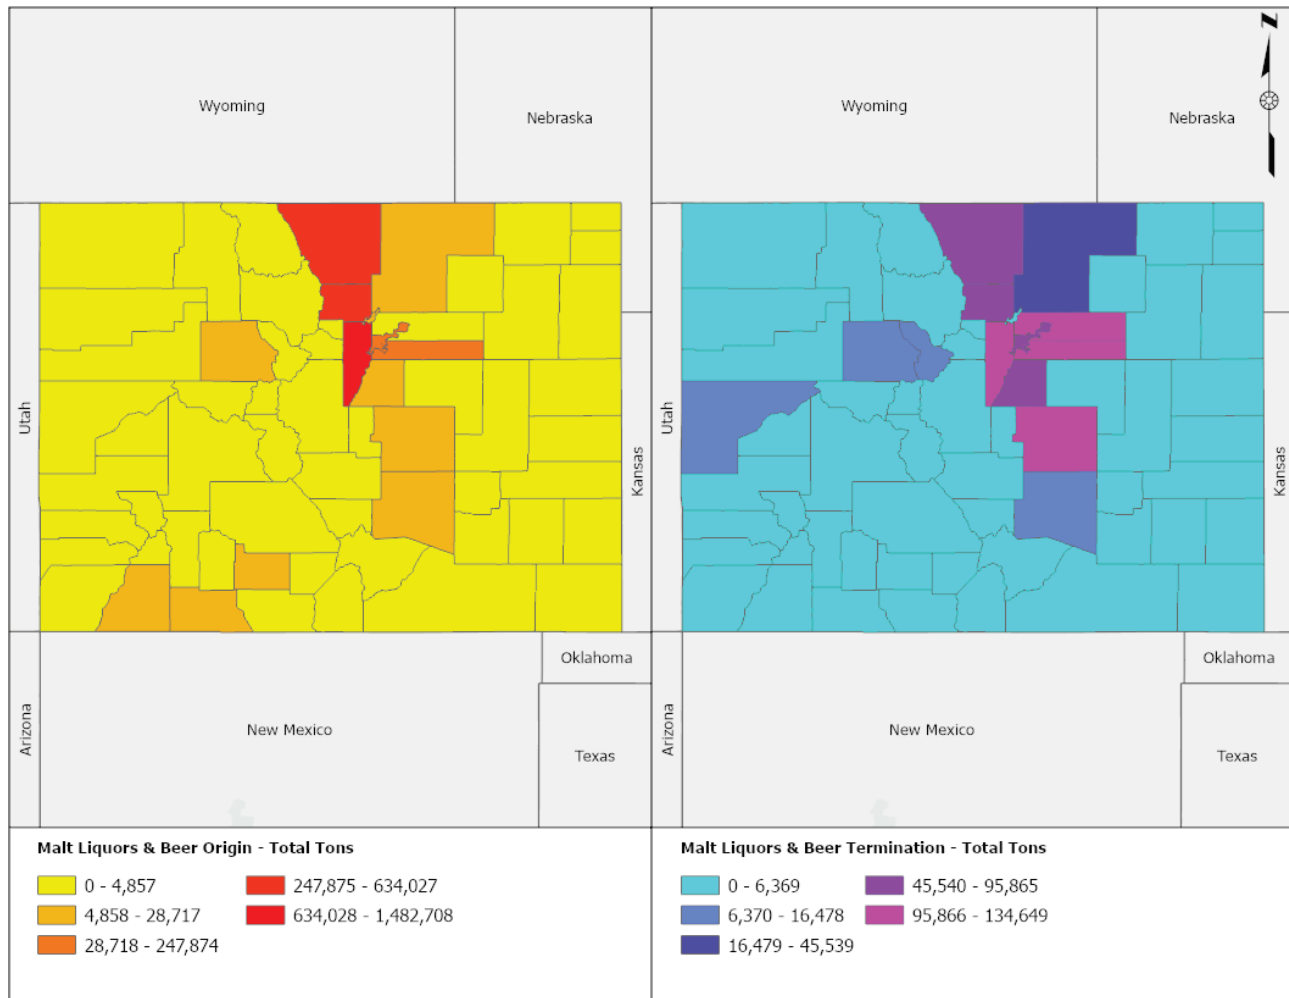 Wyoming
Nebraska
Utah
Kansas
Arizona
New Mexico
Oklahoma
Texas
Malt Liquors & Beer Origin - Total Tons
0 - 4,857
4,858 - 28,717
28,718 - 247,874
247,875 - 634,027
634,028 - 1,482,708
N
Wyoming
Nebraska
Utah
Kansas
Arizona
New Mexico
Oklahoma
Texas
Malt Liquors & Beer Termination - Total Tons
0 - 6,369
6,370 - 16,478
16,479 - 45,539
45,540 - 95,865
95,866 - 134,649